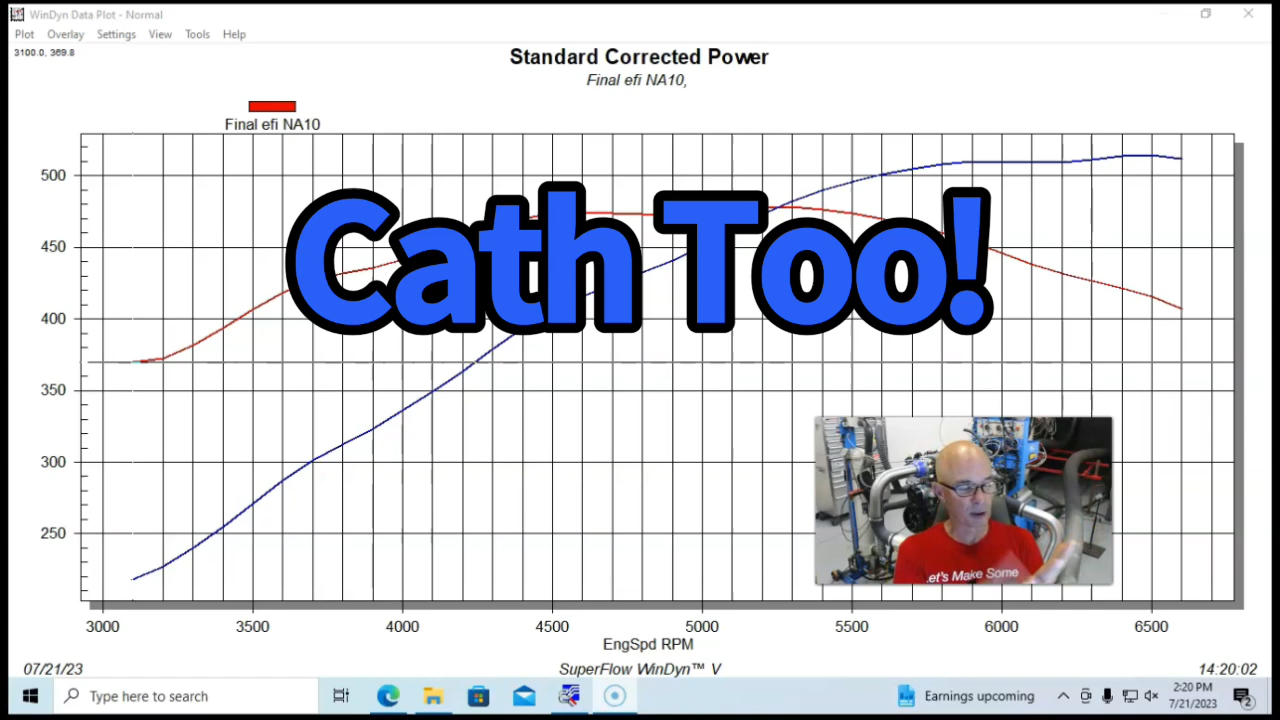 WinDyn Data Plot - Normal
Plot Overlay Settings View Tools Help
3100.0, 369.8
Standard Corrected Power
Final efi NA10,
Final efi NA10
500
450
400
350
300
250
Cath Too!
Let's Make Some
3000 3500 4000 4500 5000 5500 6000 6500
EngSpd RPM
07/21/23 SuperFlow WinDyn™ V 14:20:02
Type here to search
Earnings upcoming
2:20 PM
7/21/2023
2